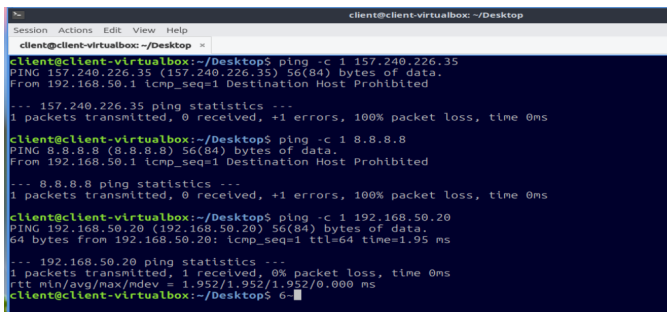 client@client-virtualbox: ~/Desktop
Session Actions Edit View Help
client@client-virtualbox: ~/Desktop ×
client@client-virtualbox:~/Desktop$ ping -c 1 157.240.226.35
PING 157.240.226.35 (157.240.226.35) 56(84) bytes of data.
From 192.168.50.1 icmp_seq=1 Destination Host Prohibited
--- 157.240.226.35 ping statistics ---
1 packets transmitted, 0 received, +1 errors, 100% packet loss, time 0ms
client@client-virtualbox:~/Desktop$ ping -c 1 8.8.8.8
PING 8.8.8.8 (8.8.8.8) 56(84) bytes of data.
From 192.168.50.1 icmp_seq=1 Destination Host Prohibited
--- 8.8.8.8 ping statistics ---
1 packets transmitted, 0 received, +1 errors, 100% packet loss, time 0ms
client@client-virtualbox:~/Desktop$ ping -c 1 192.168.50.20
PING 192.168.50.20 (192.168.50.20) 56(84) bytes of data.
64 bytes from 192.168.50.20: icmp_seq=1 ttl=64 time=1.95 ms
--- 192.168.50.20 ping statistics ---
1 packets transmitted, 1 received, 0% packet loss, time 0ms
rtt min/avg/max/mdev = 1.952/1.952/1.952/0.000 ms
client@client-virtualbox:~/Desktop$ 6~